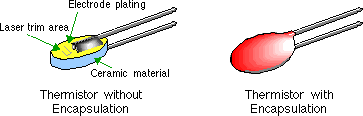 Electrode plating
Laser trim area
Ceramic material
Thermistor without
Encapsulation
Thermistor with
Encapsulation